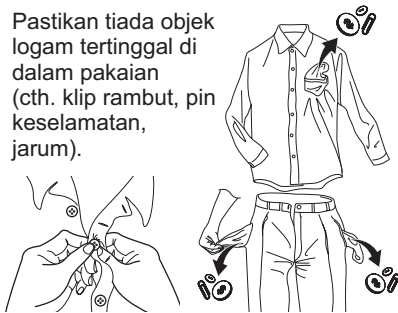 Pastikan tiada objek
logam tertinggal di
dalam pakaian
(cth. klip rambut, pin
keselamatan,
jarum).